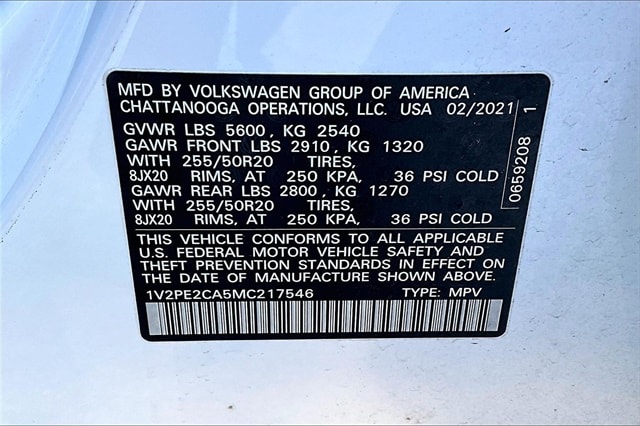 MFD BY VOLKSWAGEN GROUP OF AMERICA
CHATTANOOGA OPERATIONS, LLC. USA 02/2021
GVWR LBS 5600, KG 2540
GAWR FRONT LBS 2910, KG 1320
WITH 255/50R20 TIRES,
8JX20 RIMS, AT 250 KPA, 36 PSI COLD
GAWR REAR LBS 2800, KG 1270
WITH 255/50R20 TIRES,
8JX20 RIMS, AT 250 KPA, 36 PSI COLD
THIS VEHICLE CONFORMS TO ALL APPLICABLE
U.S. FEDERAL MOTOR VEHICLE SAFETY AND
THEFT PREVENTION STANDARDS IN EFFECT ON
THE DATE OF MANUFACTURE SHOWN ABOVE.
1V2PE2CA5MC217546 TYPE: MPV
0659208 1